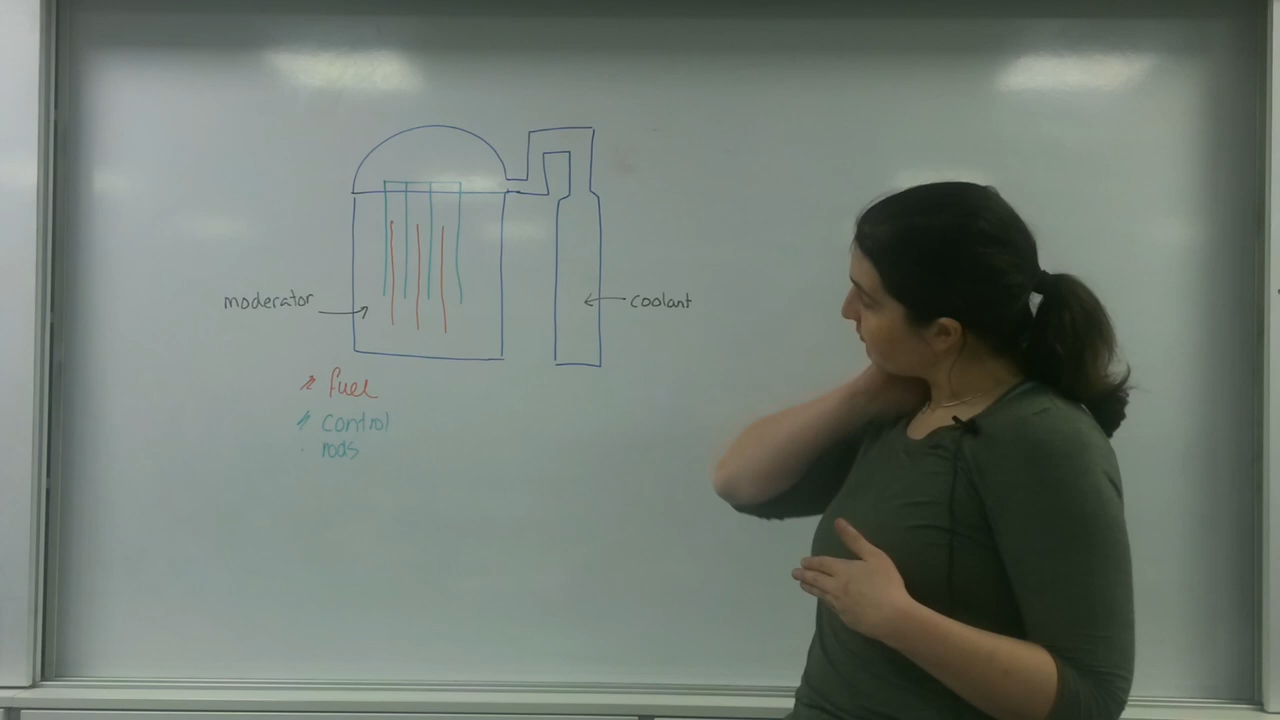 moderator
coolant
fuel
control
rods